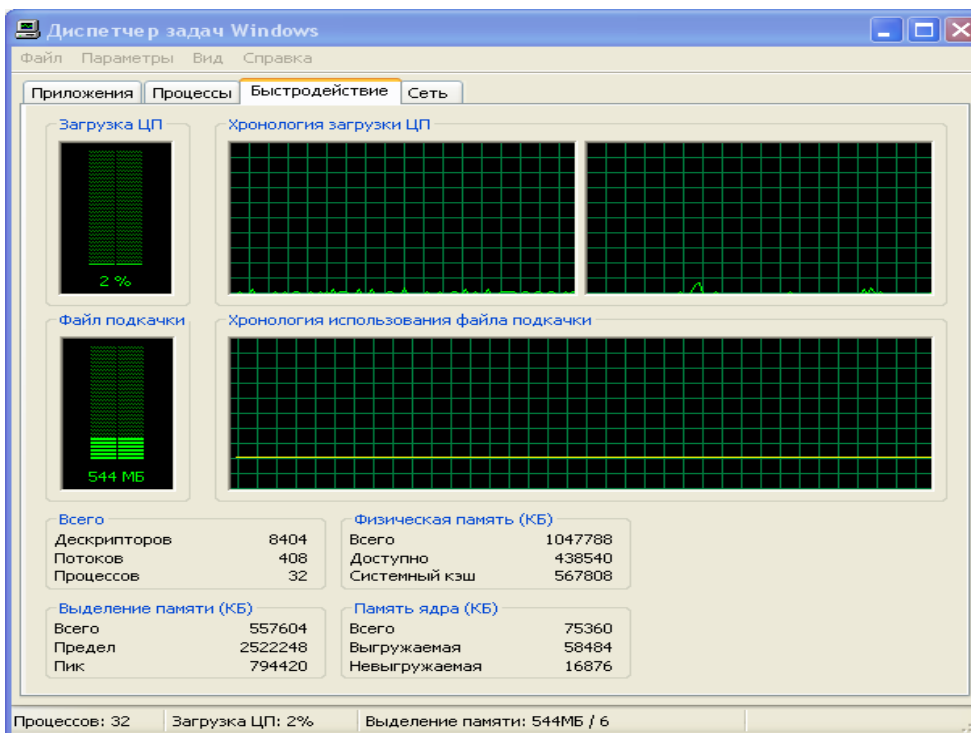 Диспетчер задач Windows
Файл Параметры Вид Справка
Приложения Процессы Быстродействие Сеть
Загрузка ЦП
2 %
Хронология загрузки ЦП
Файл подкачки
544 МБ
Хронология использования файла подкачки
Всего
Дескрипторов 8404
Потоков 408
Процессов 32
Физическая память (КБ)
Всего 1047788
Доступно 438540
Системный кэш 567808
Выделение памяти (КБ)
Всего 557604
Предел 2522248
Пик 794420
Память ядра (КБ)
Всего 75360
Выгружаемая 58484
Невыгружаемая 16876
Процессов: 32 Загрузка ЦП: 2% Выделение памяти: 544МБ / 6